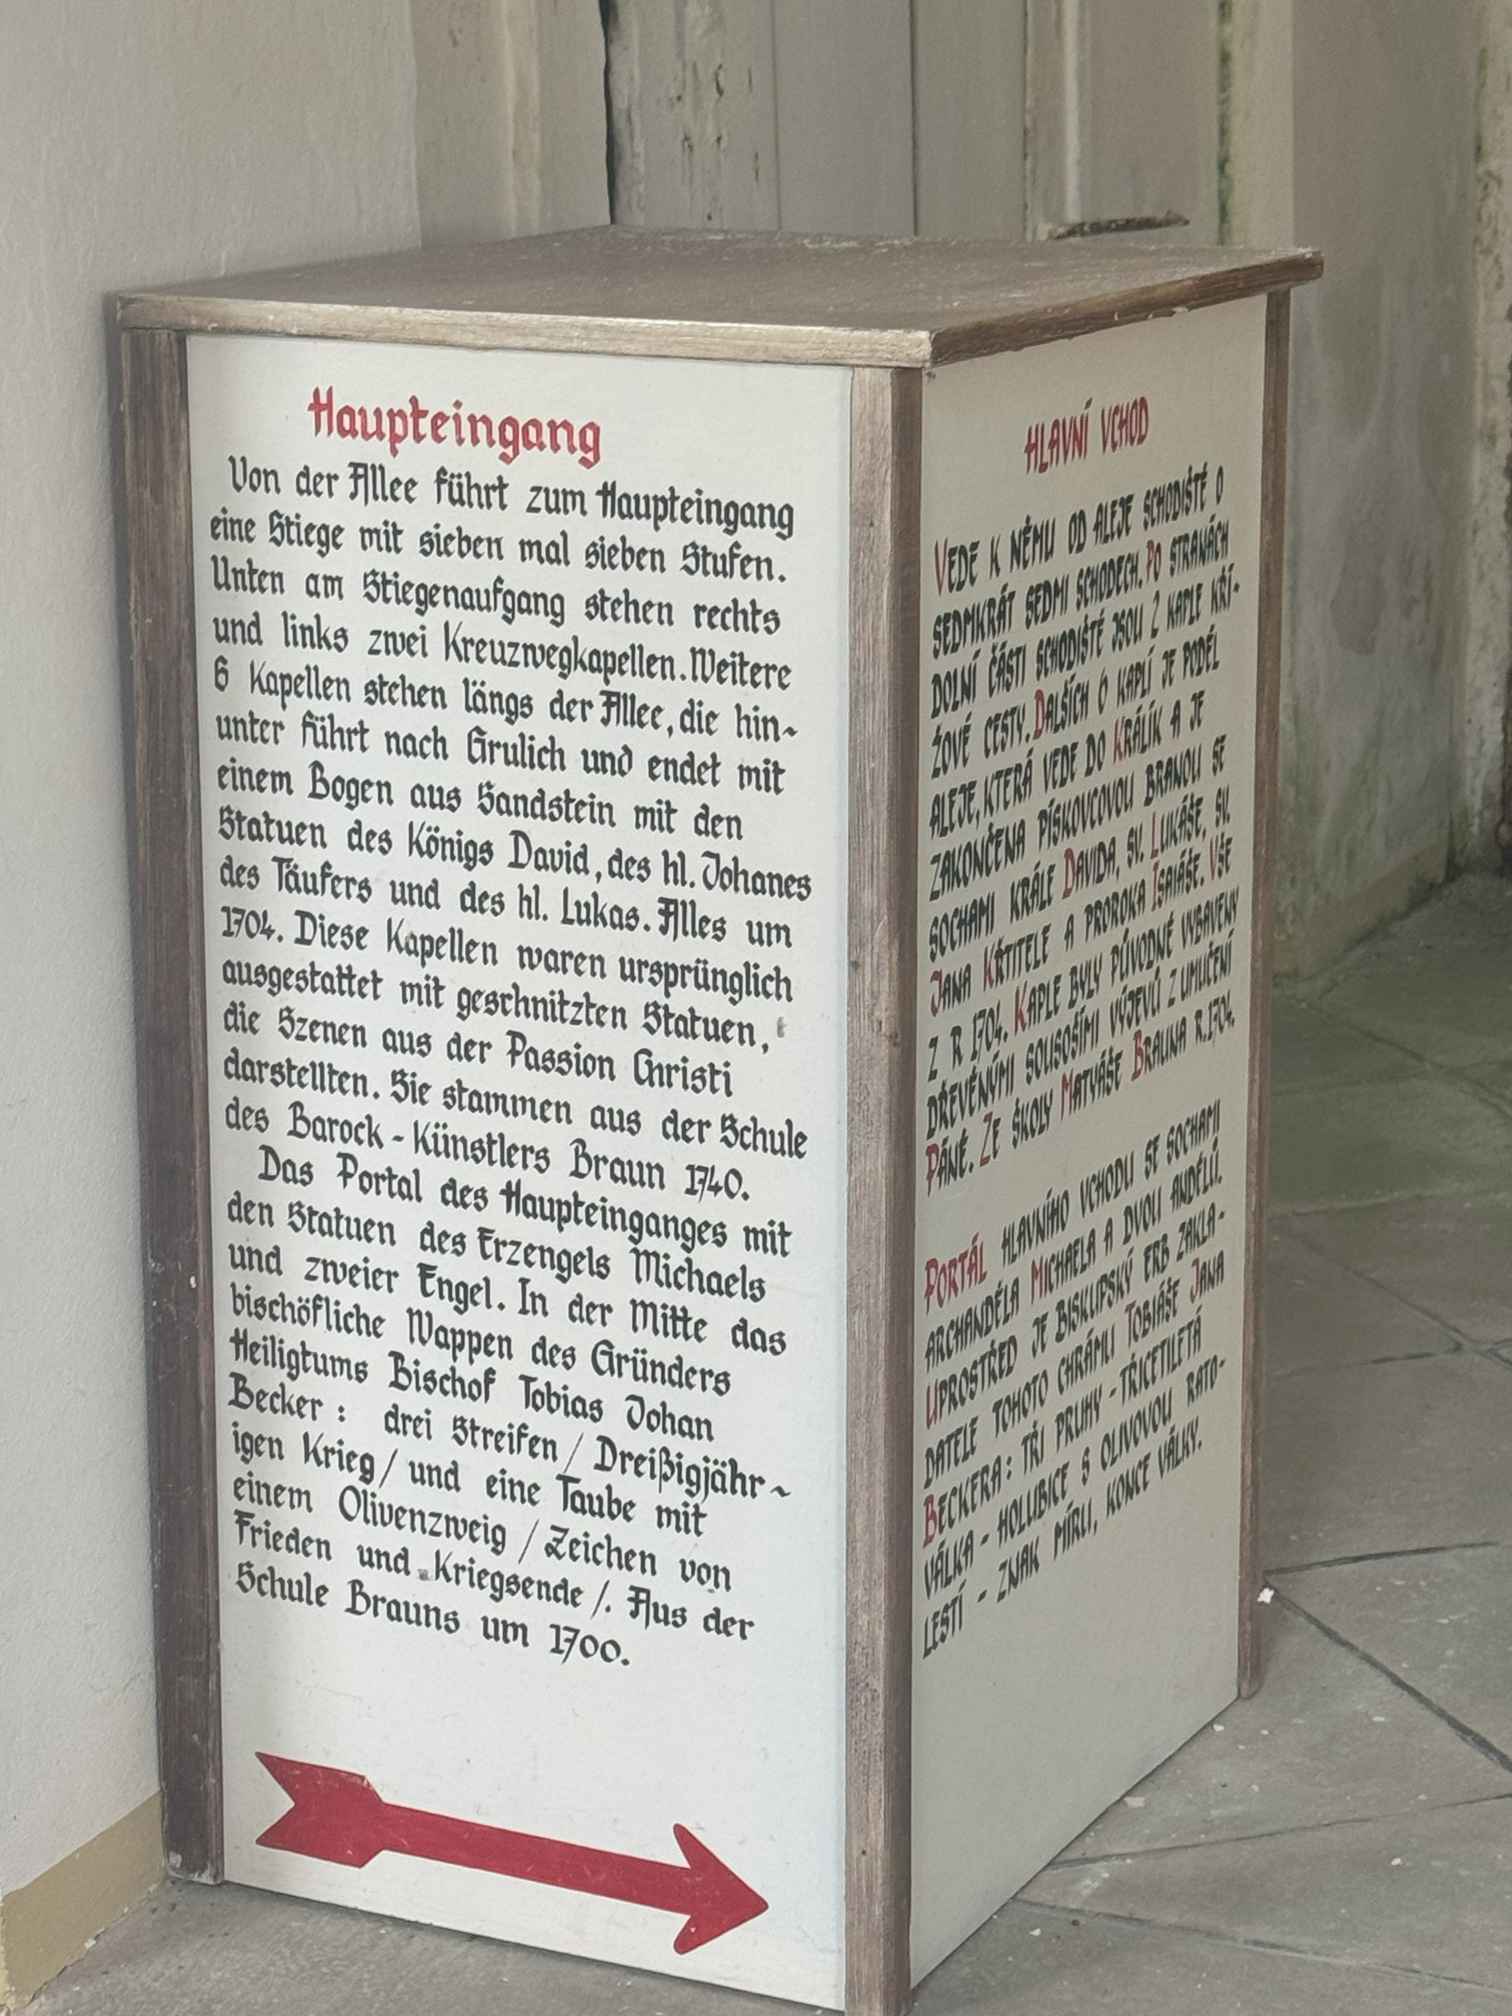 Haupteingang
Von der Allee führt zum Haupteingang
eine Stiege mit sieben mal sieben Stufen.
Unten am Stiegenaufgang stehen rechts
und links zwei Kreuzwegkapellen. Weitere
6 Kapellen stehen längs der Allee, die hin~
unter führt nach Grulich und endet mit
einem Bogen aus Sandstein mit den
Statuen des Königs David, des hl. Johanes
des Täufers und des hl. Lukas. Alles um
1704. Diese Kapellen waren ursprünglich
ausgestattet mit geschnitzten Statuen,
die Szenen aus der Passion Christi
darstellten. Sie stammen aus der Schule
des Barock - Künstlers Braun 1740.
Das Portal des Haupteinganges mit
den Statuen des Erzengels Michaels
und zweier Engel. In der Mitte das
bischöfliche Wappen des Gründers
Heiligtums Bischof Tobias Johan
Becker : drei Streifen / Dreißigjähr~
igen Krieg / und eine Taube mit
einem Olivenzweig / Zeichen von
Frieden und Kriegsende /. Aus der
Schule Brauns um 1700.
HLAVNÍ VCHOD
VEDE K NĚMU OD ALEJE SCHODIŠTĚ O
SEDMKRÁT SEDMI SCHODECH. PO STRANÁCH
DOLNÍ ČÁSTI SCHODIŠTĚ JSOU 2 KAPLE KŘÍ-
ŽOVÉ CESTY. DALŠÍCH 6 KAPLÍ JE PODÉL
ALEJE, KTERÁ VEDE DO KRÁLÍK A JE
ZAKONČENA PÍSKOVCOVOU BRANOU SE
SOCHAMI KRÁLE DAVIDA, SV. LUKÁŠE, SV.
JANA KŘTITELE A PROROKA ISAIÁŠE. VŠE
Z R 1704. KAPLE BYLY PŮVODNĚ VYBAVENY
DŘEVĚNÝMI SOUSOŠÍMI VÝJEVŮ Z UMUČENÍ
PÁNĚ. ZE ŠKOLY MATYÁŠE BRAUNA R.1704.
PORTÁL HLAVNÍHO VCHODU SE SOCHAMI
ARCHANDĚLA MICHAELA A DVOU ANDĚLŮ.
UPROSTŘED JE BISKUPSKÝ ERB ZAKLA-
DATELE TOHOTO CHRÁMU TOBIÁŠE JANA
BECKERA: TŘI PRUHY - TŘICETILETÁ
VÁLKA - HOLUBICE S OLIVOVOU RATO-
LESTÍ - ZNAK MÍRU, KONCE VÁLKY.